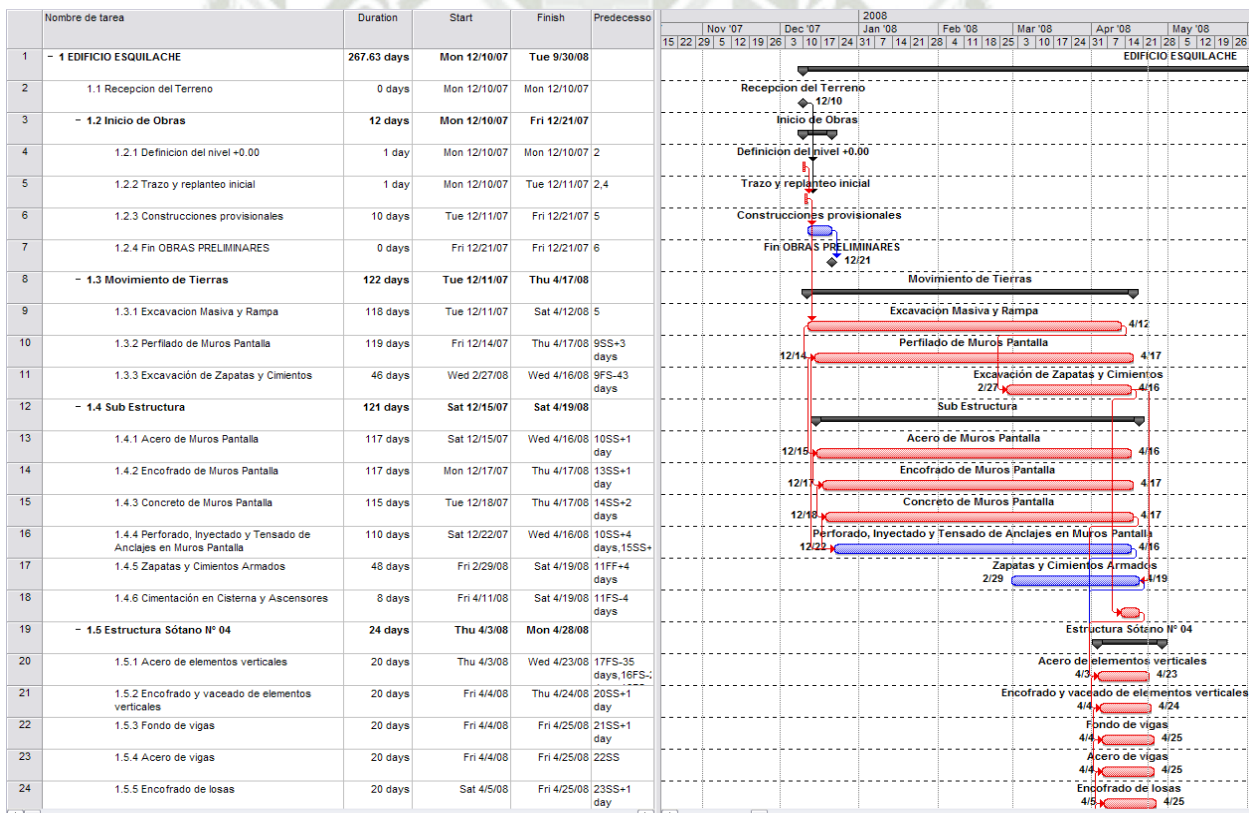 Nombre de tarea Duration Start Finish Predecesso
2008
Nov '07 Dec '07 Jan '08 Feb '08 Mar '08 Apr '08 May '08
15 22 29 5 12 19 26 3 10 17 24 31 7 14 21 28 4 11 18 25 3 10 17 24 31 7 14 21 28 5 12 19 26
1 − 1 EDIFICIO ESQUILACHE 267.63 days Mon 12/10/07 Tue 9/30/08
EDIFICIO ESQUILACHE
2 1.1 Recepcion del Terreno 0 days Mon 12/10/07 Mon 12/10/07
Recepcion del Terreno
12/10
3 − 1.2 Inicio de Obras 12 days Mon 12/10/07 Fri 12/21/07
Inicio de Obras
4 1.2.1 Definicion del nivel +0.00 1 day Mon 12/10/07 Mon 12/10/07 2
Definicion del nivel +0.00
5 1.2.2 Trazo y replanteo inicial 1 day Mon 12/10/07 Tue 12/11/07 2,4
Trazo y replanteo inicial
6 1.2.3 Construcciones provisionales 10 days Tue 12/11/07 Fri 12/21/07 5
Construcciones provisionales
7 1.2.4 Fin OBRAS PRELIMINARES 0 days Fri 12/21/07 Fri 12/21/07 6
Fin OBRAS PRELIMINARES
12/21
8 − 1.3 Movimiento de Tierras 122 days Tue 12/11/07 Thu 4/17/08
Movimiento de Tierras
9 1.3.1 Excavacion Masiva y Rampa 118 days Tue 12/11/07 Sat 4/12/08 5
Excavacion Masiva y Rampa
4/12
10 1.3.2 Perfilado de Muros Pantalla 119 days Fri 12/14/07 Thu 4/17/08 9SS+3
days
Perfilado de Muros Pantalla
12/14 4/17
11 1.3.3 Excavación de Zapatas y Cimientos 46 days Wed 2/27/08 Wed 4/16/08 9FS-43
days
Excavación de Zapatas y Cimientos
2/27 4/16
12 − 1.4 Sub Estructura 121 days Sat 12/15/07 Sat 4/19/08
Sub Estructura
13 1.4.1 Acero de Muros Pantalla 117 days Sat 12/15/07 Wed 4/16/08 10SS+1
day
Acero de Muros Pantalla
12/15 4/16
14 1.4.2 Encofrado de Muros Pantalla 117 days Mon 12/17/07 Thu 4/17/08 13SS+1
day
Encofrado de Muros Pantalla
12/17 4/17
15 1.4.3 Concreto de Muros Pantalla 115 days Tue 12/18/07 Thu 4/17/08 14SS+2
days
Concreto de Muros Pantalla
12/18 4/17
16 1.4.4 Perforado, Inyectado y Tensado de 110 days Sat 12/22/07 Wed 4/16/08 10SS+4
Anclajes en Muros Pantalla days,15SS+
Perforado, Inyectado y Tensado de Anclajes en Muros Pantalla
12/22 4/16
17 1.4.5 Zapatas y Cimientos Armados 48 days Fri 2/29/08 Sat 4/19/08 11FF+4
days
Zapatas y Cimientos Armados
2/29 4/19
18 1.4.6 Cimentación en Cisterna y Ascensores 8 days Fri 4/11/08 Sat 4/19/08 11FS-4
days
19 − 1.5 Estructura Sótano Nº 04 24 days Thu 4/3/08 Mon 4/28/08
Estructura Sótano Nº 04
20 1.5.1 Acero de elementos verticales 20 days Thu 4/3/08 Wed 4/23/08 17FS-35
Acero de elementos verticales
4/3 4/23
21 1.5.2 Encofrado y vaceado de elementos 20 days Fri 4/4/08 Thu 4/24/08 20SS+1
verticales day
Encofrado y vaceado de elementos verticales
4/4 4/24
22 1.5.3 Fondo de vigas 20 days Fri 4/4/08 Fri 4/25/08 21SS+1
day
Fondo de vigas
4/4 4/25
23 1.5.4 Acero de vigas 20 days Fri 4/4/08 Fri 4/25/08 22SS
Acero de vigas
4/4 4/25
24 1.5.5 Encofrado de losas 20 days Sat 4/5/08 Fri 4/25/08 23SS+1
day
Encofrado de losas
4/5 4/25